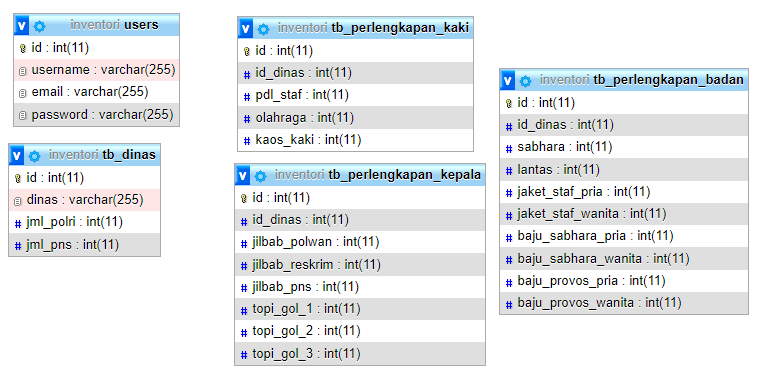 inventori users
id : int(11)
username : varchar(255)
email : varchar(255)
password : varchar(255)
inventori tb_dinas
id : int(11)
dinas : varchar(255)
jml_polri : int(11)
jml_pns : int(11)
inventori tb_perlengkapan_kaki
id : int(11)
id_dinas : int(11)
pdl_staf : int(11)
olahraga : int(11)
kaos_kaki : int(11)
inventori tb_perlengkapan_kepala
id : int(11)
id_dinas : int(11)
jilbab_polwan : int(11)
jilbab_reskrim : int(11)
jilbab_pns : int(11)
topi_gol_1 : int(11)
topi_gol_2 : int(11)
topi_gol_3 : int(11)
inventori tb_perlengkapan_badan
id : int(11)
id_dinas : int(11)
sabhara : int(11)
lantas : int(11)
jaket_staf_pria : int(11)
jaket_staf_wanita : int(11)
baju_sabhara_pria : int(11)
baju_sabhara_wanita : int(11)
baju_provos_pria : int(11)
baju_provos_wanita : int(11)